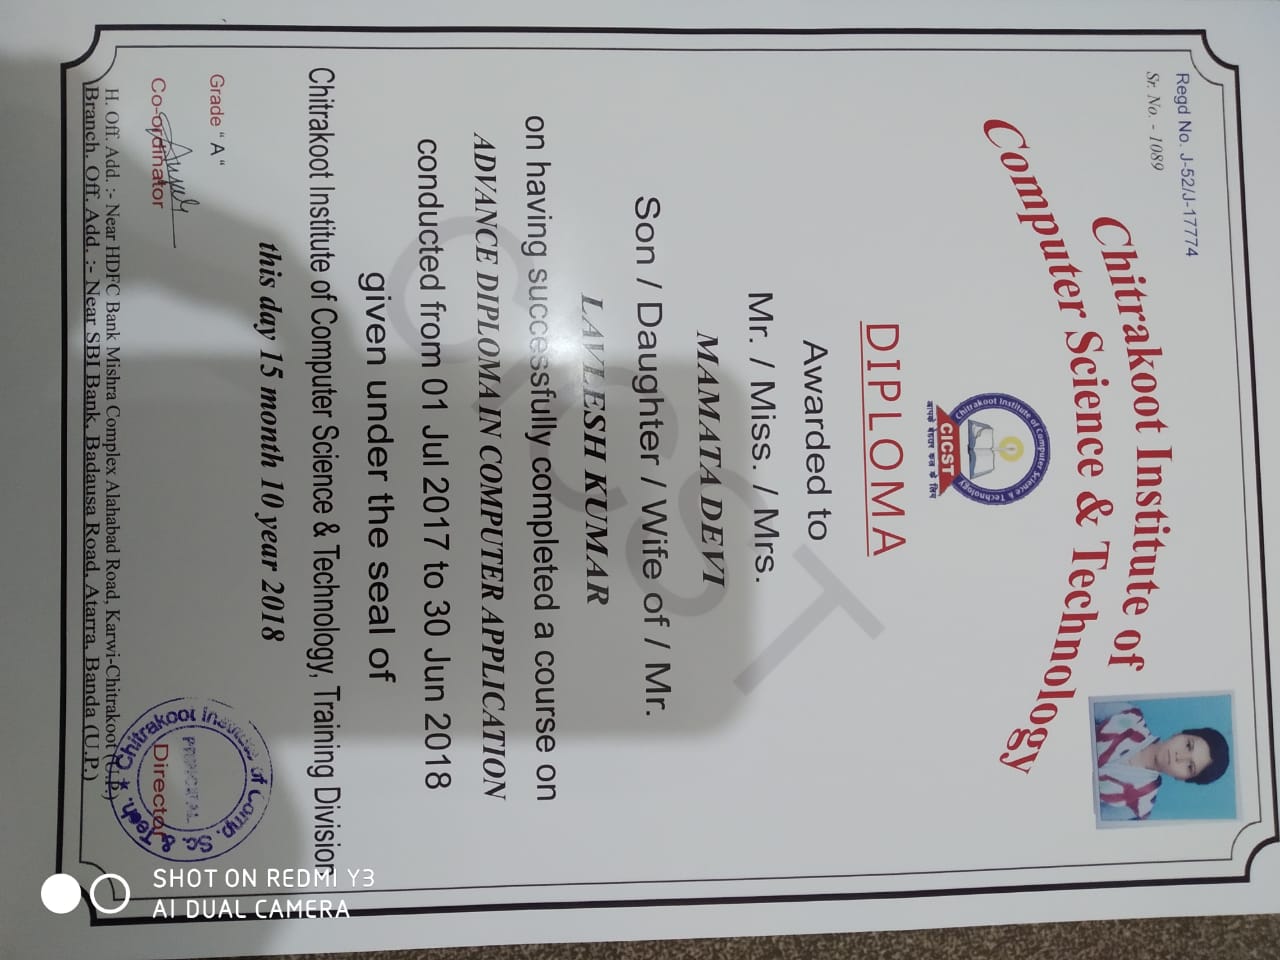 Regd No. J-52/J-17774
Sr. No. - 1089
Chitrakoot Institute of
Computer Science & Technology
Chitrakoot Institute of Computer Science & Technology
CICST
DIPLOMA
Awarded to
Mr. / Miss. / Mrs.
MAMATA DEVI
Son / Daughter / Wife of / Mr.
LAVLESH KUMAR
on having successfully completed a course on
ADVANCE DIPLOMA IN COMPUTER APPLICATION
conducted from 01 Jul 2017 to 30 Jun 2018
given under the seal of
Chitrakoot Institute of Computer Science & Technology, Training Division
this day 15 month 10 year 2018
CICST
Grade " A "
Co-ordinator
Director
Chitrakoot Institute of Comp. Sc. & Tech.
PRINCIPAL
H. Off. Add. :- Near HDFC Bank Mishra Complex Alahabad Road, Karwi-Chitrakoot (U.P.)
Branch. Off. Add. :- Near SBI Bank, Badausa Road, Atarra, Banda (U.P.)
SHOT ON REDMI Y3
AI DUAL CAMERA